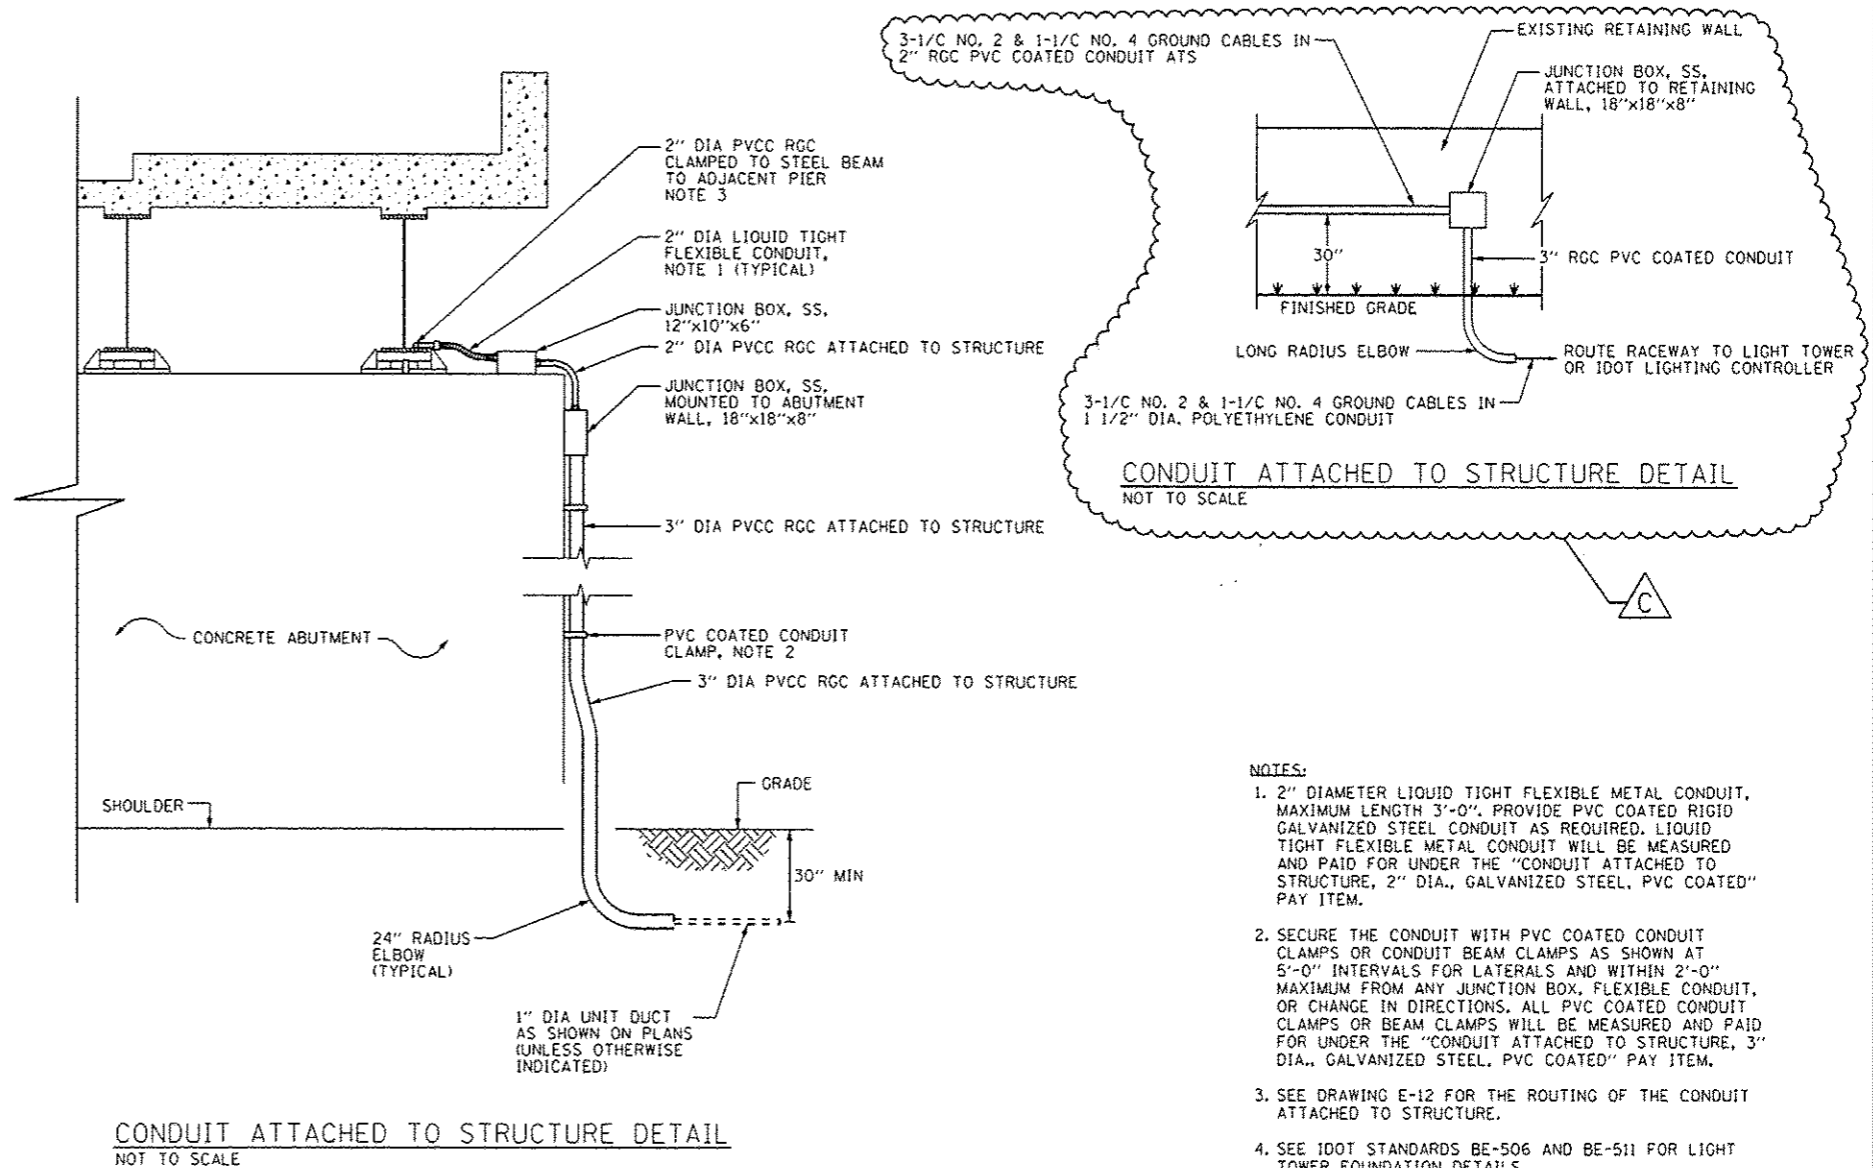 2" DIA PVCC RGC
CLAMPED TO STEEL BEAM
TO ADJACENT PIER
NOTE 3
2" DIA LIQUID TIGHT
FLEXIBLE CONDUIT,
NOTE 1 (TYPICAL)
JUNCTION BOX, SS,
12"x10"x6"
2" DIA PVCC RGC ATTACHED TO STRUCTURE
JUNCTION BOX, SS,
MOUNTED TO ABUTMENT
WALL, 18"x18"x8"
3" DIA PVCC RGC ATTACHED TO STRUCTURE
CONCRETE ABUTMENT
PVC COATED CONDUIT
CLAMP, NOTE 2
3" DIA PVCC RGC ATTACHED TO STRUCTURE
SHOULDER
GRADE
30" MIN
24" RADIUS
ELBOW
(TYPICAL)
1" DIA UNIT DUCT
AS SHOWN ON PLANS
(UNLESS OTHERWISE
INDICATED)
CONDUIT ATTACHED TO STRUCTURE DETAIL
NOT TO SCALE
3-1/C NO. 2 & 1-1/C NO. 4 GROUND CABLES IN
2" RGC PVC COATED CONDUIT ATS
EXISTING RETAINING WALL
JUNCTION BOX, SS,
ATTACHED TO RETAINING
WALL, 18"x18"x8"
30"
3" RGC PVC COATED CONDUIT
FINISHED GRADE
LONG RADIUS ELBOW
ROUTE RACEWAY TO LIGHT TOWER
OR IDOT LIGHTING CONTROLLER
3-1/C NO. 2 & 1-1/C NO. 4 GROUND CABLES IN
1 1/2" DIA. POLYETHYLENE CONDUIT
CONDUIT ATTACHED TO STRUCTURE DETAIL
NOT TO SCALE
C
NOTES:
1. 2" DIAMETER LIQUID TIGHT FLEXIBLE METAL CONDUIT,
MAXIMUM LENGTH 3'-0". PROVIDE PVC COATED RIGID
GALVANIZED STEEL CONDUIT AS REQUIRED. LIQUID
TIGHT FLEXIBLE METAL CONDUIT WILL BE MEASURED
AND PAID FOR UNDER THE "CONDUIT ATTACHED TO
STRUCTURE, 2" DIA., GALVANIZED STEEL, PVC COATED"
PAY ITEM.
2. SECURE THE CONDUIT WITH PVC COATED CONDUIT
CLAMPS OR CONDUIT BEAM CLAMPS AS SHOWN AT
5'-0" INTERVALS FOR LATERALS AND WITHIN 2'-0"
MAXIMUM FROM ANY JUNCTION BOX, FLEXIBLE CONDUIT,
OR CHANGE IN DIRECTIONS. ALL PVC COATED CONDUIT
CLAMPS OR BEAM CLAMPS WILL BE MEASURED AND PAID
FOR UNDER THE "CONDUIT ATTACHED TO STRUCTURE, 3"
DIA., GALVANIZED STEEL, PVC COATED" PAY ITEM.
3. SEE DRAWING E-12 FOR THE ROUTING OF THE CONDUIT
ATTACHED TO STRUCTURE.
4. SEE IDOT STANDARDS BE-506 AND BE-511 FOR LIGHT
TOWER FOUNDATION DETAILS